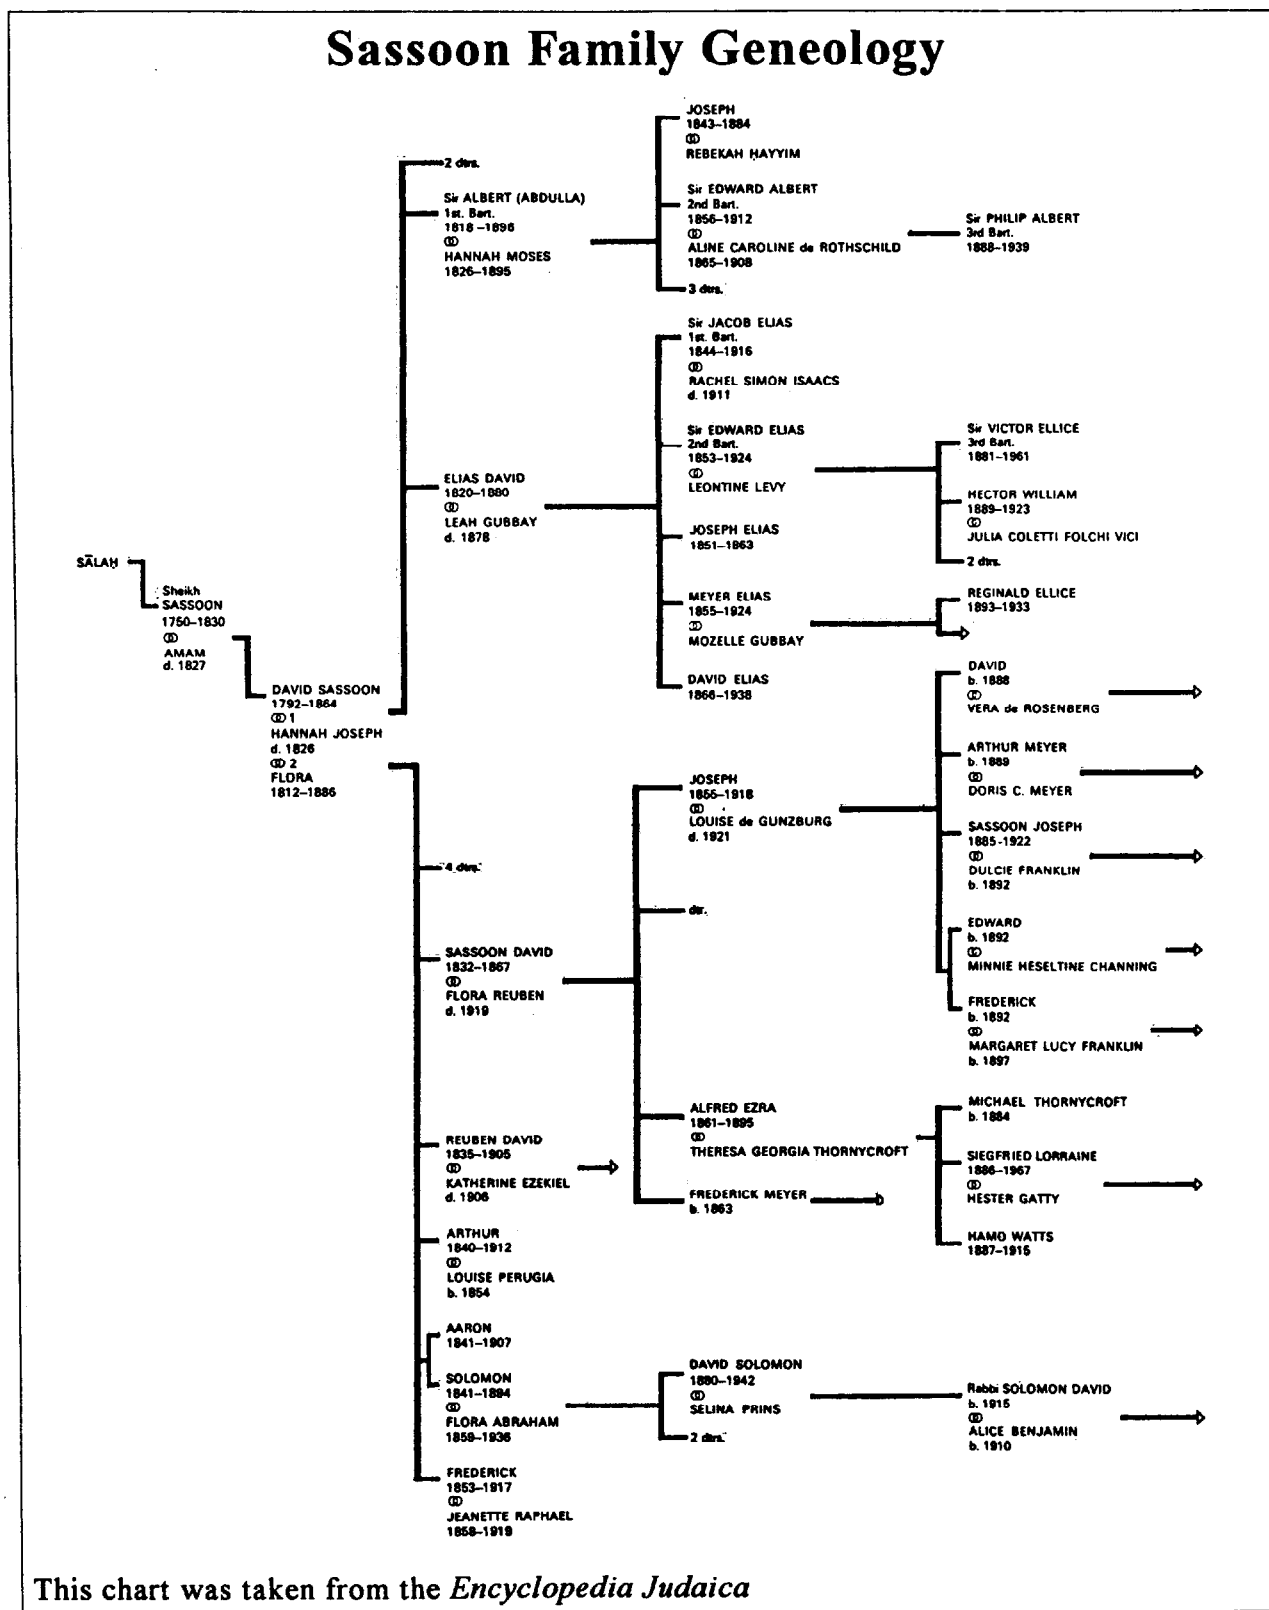 Sassoon Family Geneology
SĀLAḤ
Sheikh
SASSOON
1750–1830
AMAM
d. 1827
DAVID SASSOON
1792–1864
1
HANNAH JOSEPH
d. 1826
2
FLORA
1812–1886
2 dtrs.
Sir ALBERT (ABDULLA)
1st. Bart.
1818–1896
HANNAH MOSES
1826–1895
ELIAS DAVID
1820–1880
LEAH GUBBAY
d. 1878
4 dtrs.
SASSOON DAVID
1832–1867
FLORA REUBEN
d. 1919
REUBEN DAVID
1835–1905
KATHERINE EZEKIEL
d. 1906
ARTHUR
1840–1912
LOUISE PERUGIA
b. 1854
AARON
1841–1907
SOLOMON
1841–1894
FLORA ABRAHAM
1859–1936
FREDERICK
1853–1917
JEANETTE RAPHAEL
1858–1919
JOSEPH
1843–1884
REBEKAH HAYYIM
Sir EDWARD ALBERT
2nd Bart.
1856–1912
ALINE CAROLINE de ROTHSCHILD
1865–1908
3 dtrs.
Sir JACOB ELIAS
1st. Bart.
1844–1916
RACHEL SIMON ISAACS
d. 1911
Sir EDWARD ELIAS
2nd Bart.
1853–1924
LEONTINE LEVY
JOSEPH ELIAS
1851–1863
MEYER ELIAS
1855–1924
MOZELLE GUBBAY
DAVID ELIAS
1866–1938
JOSEPH
1855–1918
LOUISE de GUNZBURG
d. 1921
dtr.
ALFRED EZRA
1861–1895
THERESA GEORGIA THORNYCROFT
FREDERICK MEYER
b. 1863
DAVID SOLOMON
1880–1942
SELINA PRINS
2 dtrs.
Sir PHILIP ALBERT
3rd Bart.
1888–1939
Sir VICTOR ELLICE
3rd Bart.
1881–1961
HECTOR WILLIAM
1889–1923
JULIA COLETTI FOLCHI VICI
2 dtrs.
REGINALD ELLICE
1893–1933
DAVID
b. 1888
VERA de ROSENBERG
ARTHUR MEYER
b. 1889
DORIS C. MEYER
SASSOON JOSEPH
1885-1922
DULCIE FRANKLIN
b. 1892
EDWARD
b. 1892
MINNIE HESELTINE CHANNING
FREDERICK
b. 1892
MARGARET LUCY FRANKLIN
b. 1897
MICHAEL THORNYCROFT
b. 1884
SIEGFRIED LORRAINE
1886–1967
HESTER GATTY
HAMO WATTS
1887–1915
Rabbi SOLOMON DAVID
b. 1915
ALICE BENJAMIN
b. 1910
This chart was taken from the Encyclopedia Judaica